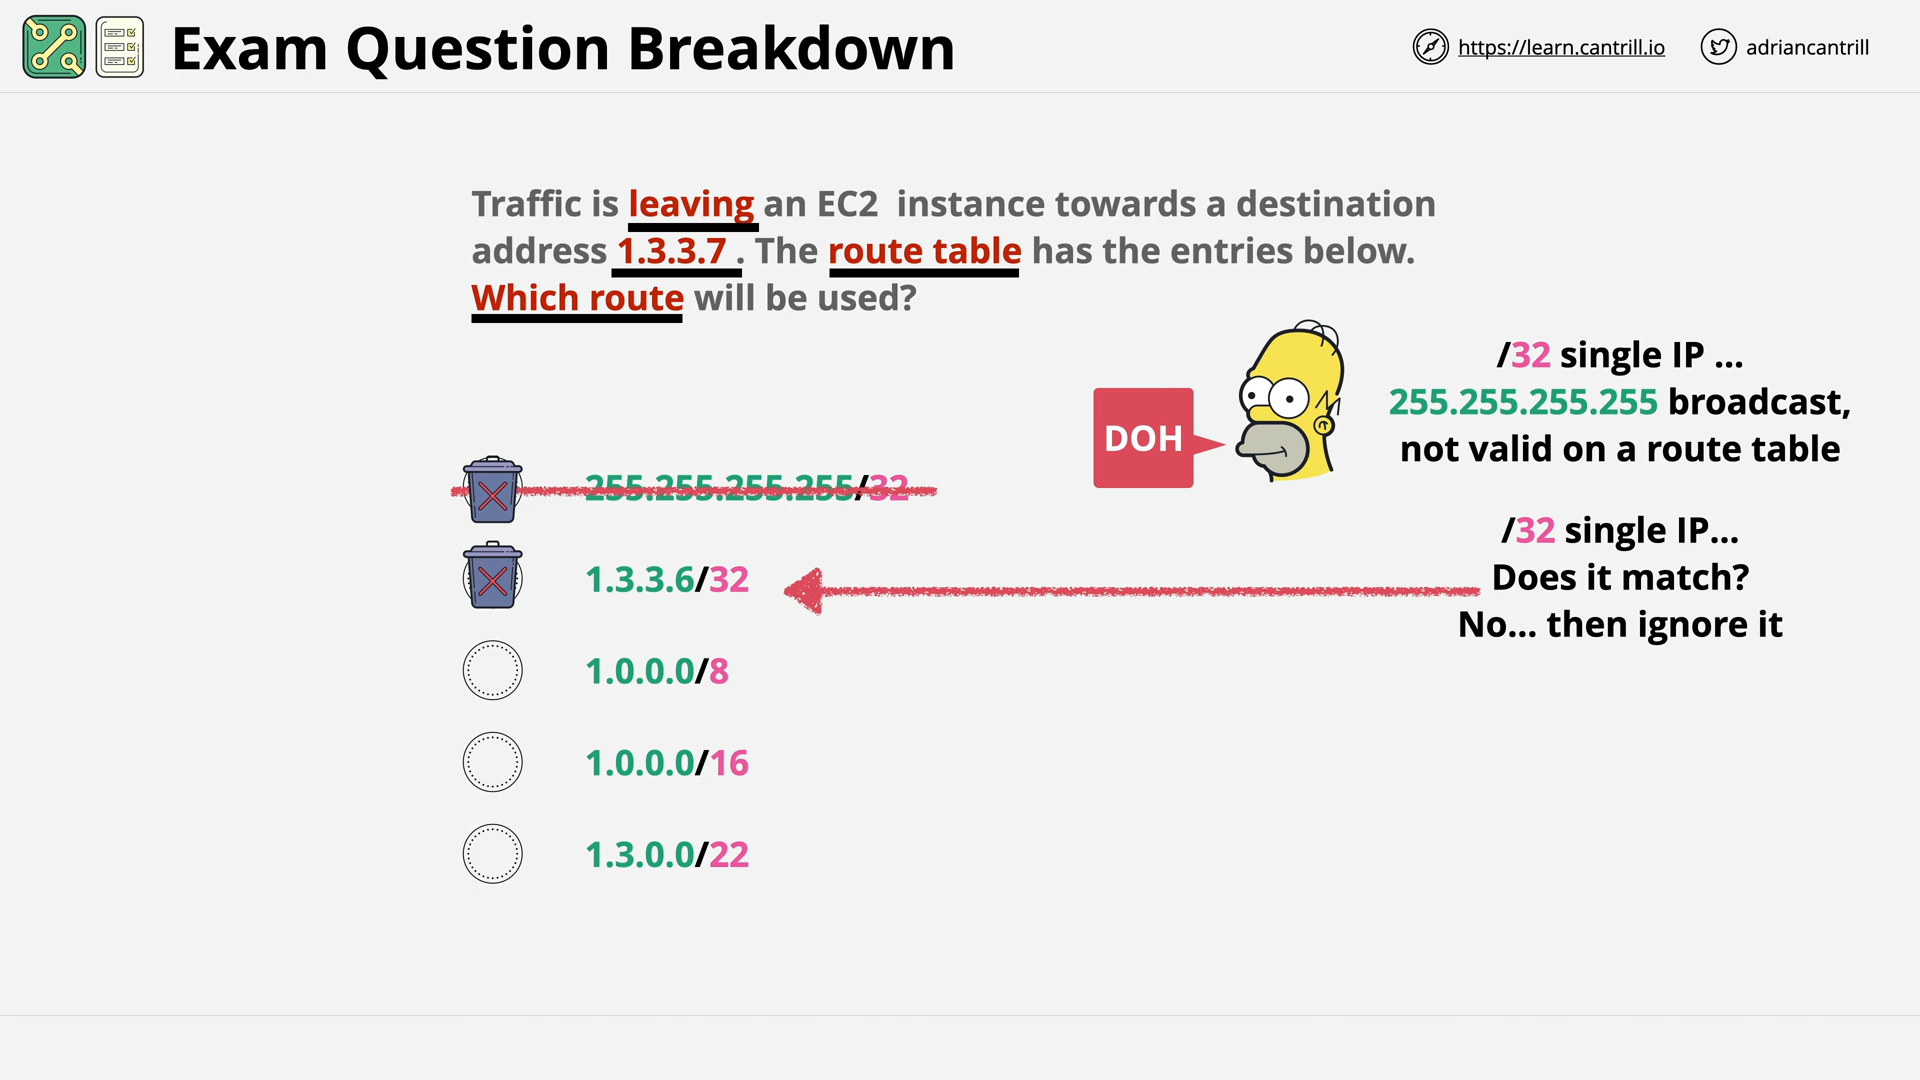 Exam Question Breakdown
https://learn.cantrill.io
adriancantrill
Traffic is leaving an EC2 instance towards a destination
address 1.3.3.7 . The route table has the entries below.
Which route will be used?
/32 single IP ...
255.255.255.255 broadcast,
not valid on a route table
DOH
255.255.255.255/32
/32 single IP...
Does it match?
No... then ignore it
1.3.3.6/32
1.0.0.0/8
1.0.0.0/16
1.3.0.0/22